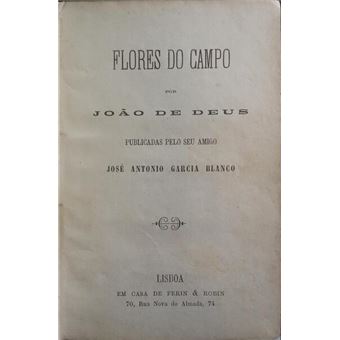 FLORES DO CAMPO
POR
JOÃO DE DEUS
PUBLICADAS PELO SEU AMIGO
JOSÉ ANTONIO GARCIA BLANCO
LISBOA
EM CASA DE FERIN & ROBIN
70, Rua Nova do Almada, 74